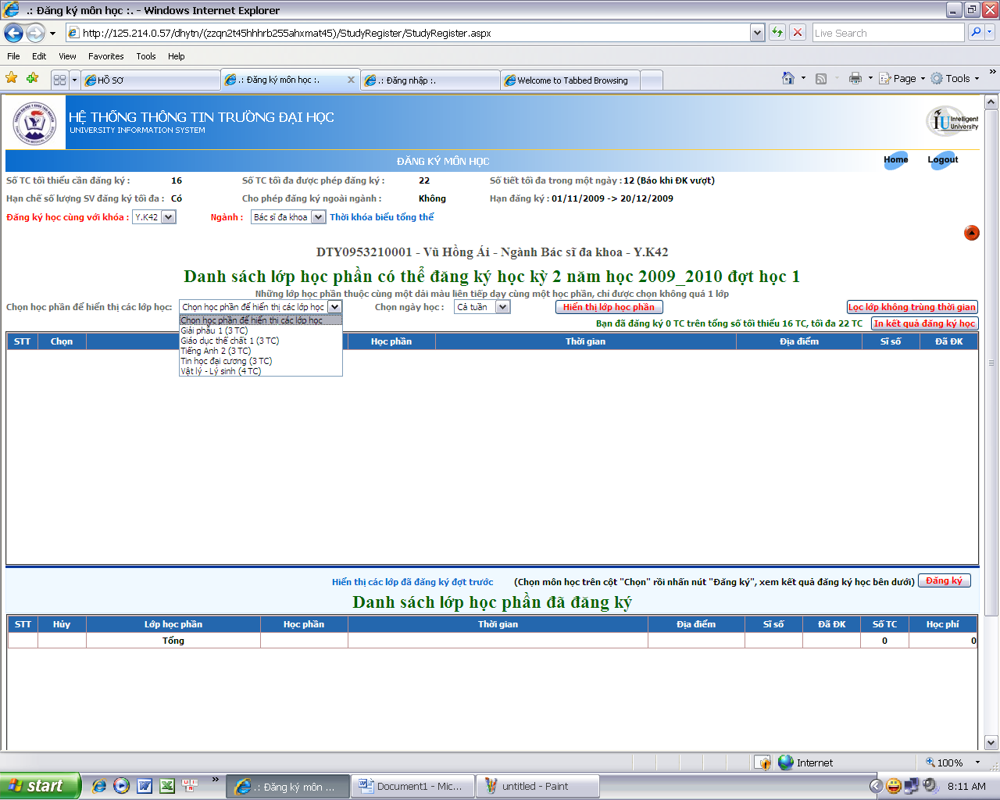 .: Đăng ký môn học :. - Windows Internet Explorer
http://125.214.0.57/dhytn/(zzqn2t45hhhrb255ahxmat45)/StudyRegister/StudyRegister.aspx
Live Search
File Edit View Favorites Tools Help
HỒ SƠ
.: Đăng ký môn học :.
.: Đăng nhập :.
Welcome to Tabbed Browsing
Page Tools
HỆ THỐNG THÔNG TIN TRƯỜNG ĐẠI HỌC
UNIVERSITY INFORMATION SYSTEM
IU Intelligent University
ĐĂNG KÝ MÔN HỌC
Home Logout
Số TC tối thiểu cần đăng ký : 16 Số TC tối đa được phép đăng ký : 22 Số tiết tối đa trong một ngày : 12 (Báo khi ĐK vượt)
Hạn chế số lượng SV đăng ký tối đa : Có Cho phép đăng ký ngoài ngành : Không Hạn đăng ký : 01/11/2009 -> 20/12/2009
Đăng ký học cùng với khóa : Y.K42 Ngành : Bác sĩ đa khoa Thời khóa biểu tổng thể
DTY0953210001 - Vũ Hồng Ái - Ngành Bác sĩ đa khoa - Y.K42
Danh sách lớp học phần có thể đăng ký học kỳ 2 năm học 2009_2010 đợt học 1
Những lớp học phần thuộc cùng một dải màu liên tiếp dạy cùng một học phần, chỉ được chọn không quá 1 lớp
Chọn học phần để hiển thị các lớp học: Chọn học phần để hiển thị các lớp học Chọn ngày học : Cả tuần Hiển thị lớp học phần Lọc lớp không trùng thời gian
Chọn học phần để hiển thị các lớp học
Giải phẫu 1 (3 TC)
Giáo dục thể chất 1 (3 TC)
Tiếng Anh 2 (3 TC)
Tin học đại cương (3 TC)
Vật lý - Lý sinh (4 TC)
Bạn đã đăng ký 0 TC trên tổng số tối thiểu 16 TC, tối đa 22 TC In kết quả đăng ký học
STT Chọn Học phần Thời gian Địa điểm Sĩ số Đã ĐK
Hiển thị các lớp đã đăng ký đợt trước (Chọn môn học trên cột "Chọn" rồi nhấn nút "Đăng ký", xem kết quả đăng ký học bên dưới) Đăng ký
Danh sách lớp học phần đã đăng ký
STT Hủy Lớp học phần Học phần Thời gian Địa điểm Sĩ số Đã ĐK Số TC Học phí
Tổng 0 0
Internet 100%
start .: Đăng ký môn ... Document1 - Mic... untitled - Paint 8:11 AM